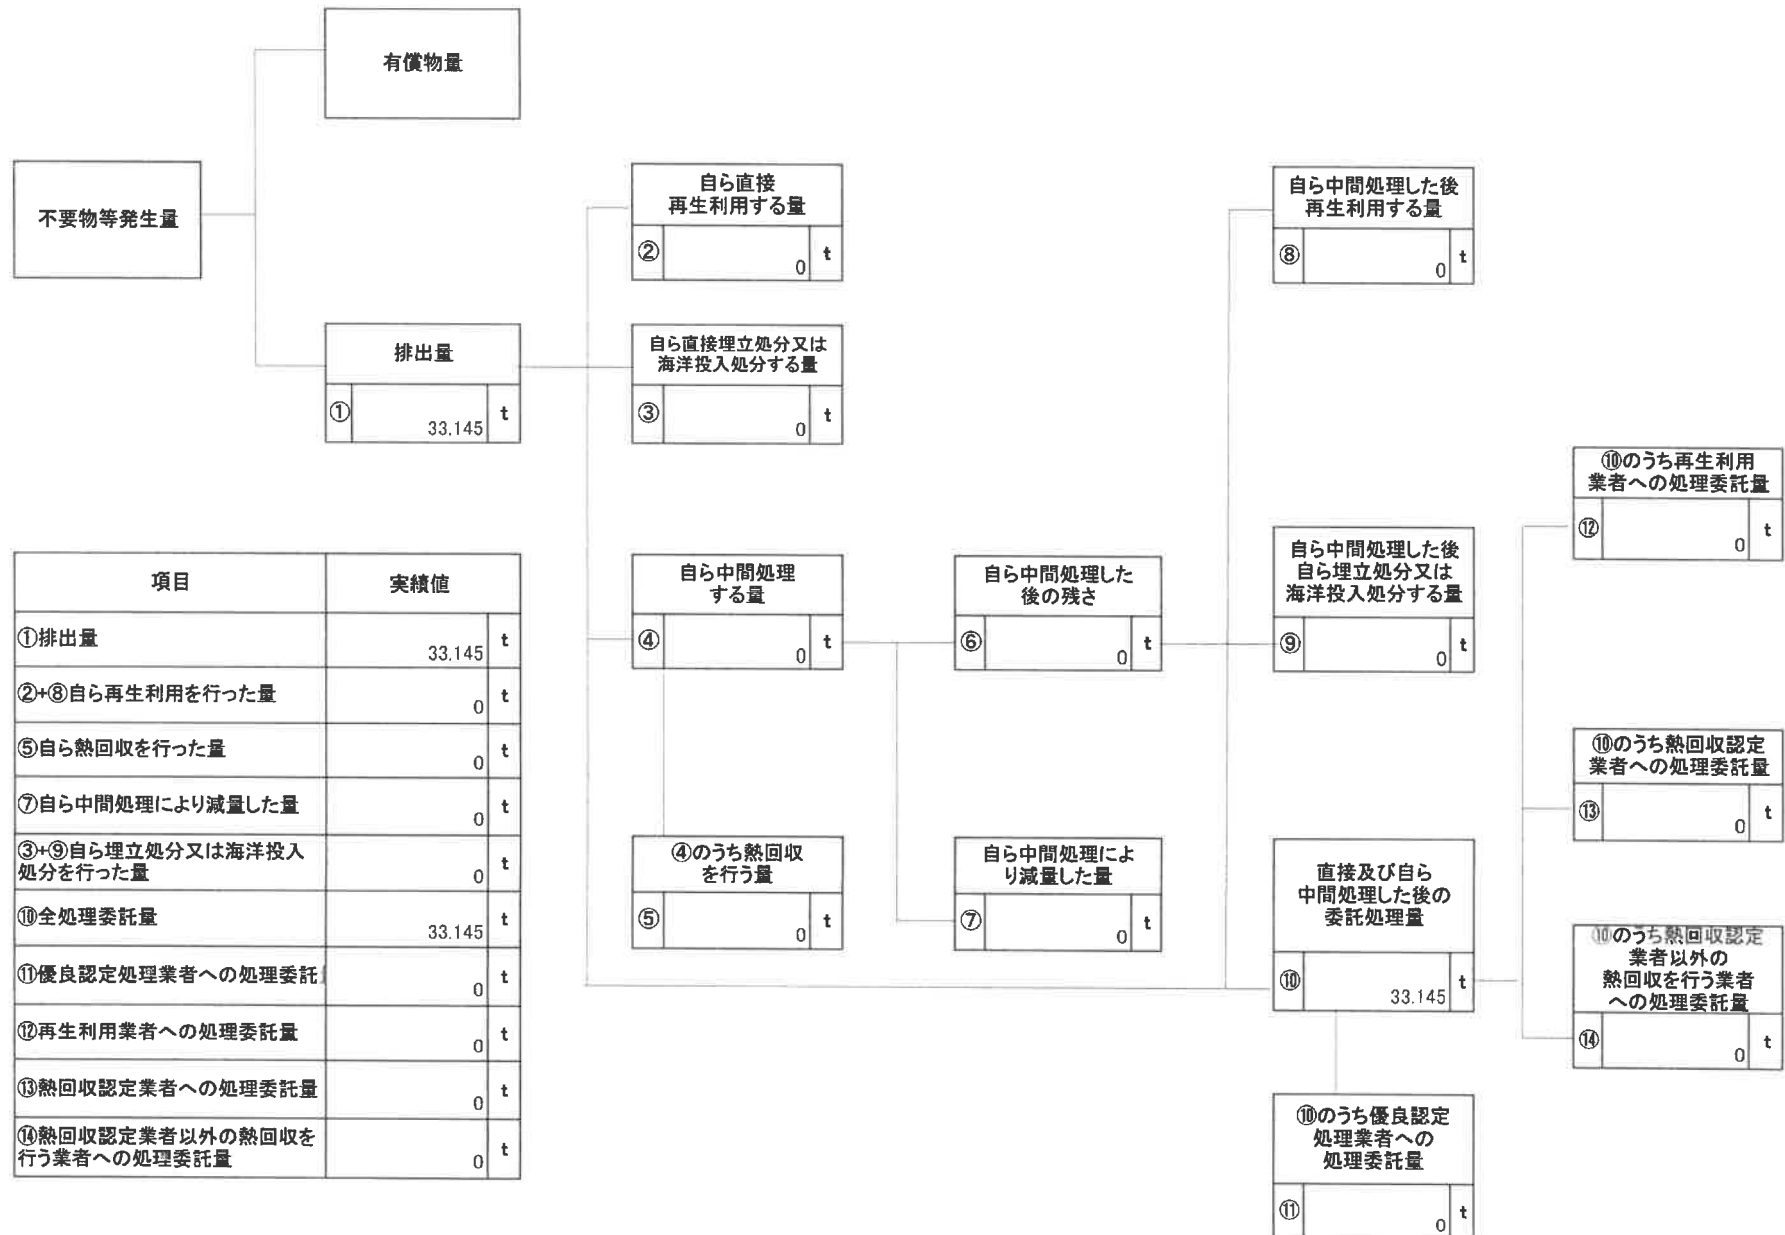 有償物量
不要物等発生量
排出量
① 33.145 t
自ら直接
再生利用する量
② 0 t
自ら直接埋立処分又は
海洋投入処分する量
③ 0 t
自ら中間処理
する量
④ 0 t
④のうち熱回収
を行う量
⑤ 0 t
自ら中間処理した
後の残さ
⑥ 0 t
自ら中間処理によ
り減量した量
⑦ 0 t
自ら中間処理した後
再生利用する量
⑧ 0 t
自ら中間処理した後
自ら埋立処分又は
海洋投入処分する量
⑨ 0 t
直接及び自ら
中間処理した後の
委託処理量
⑩ 33.145 t
⑩のうち優良認定
処理業者への
処理委託量
⑪ 0 t
⑩のうち再生利用
業者への処理委託量
⑫ 0 t
⑩のうち熱回収認定
業者への処理委託量
⑬ 0 t
⑩のうち熱回収認定
業者以外の
熱回収を行う業者
への処理委託量
⑭ 0 t
項目 実績値
①排出量 33.145 t
②+⑧自ら再生利用を行った量 0 t
⑤自ら熱回収を行った量 0 t
⑦自ら中間処理により減量した量 0 t
③+⑨自ら埋立処分又は海洋投入
処分を行った量 0 t
⑩全処理委託量 33.145 t
⑪優良認定処理業者への処理委託 0 t
⑫再生利用業者への処理委託量 0 t
⑬熱回収認定業者への処理委託量 0 t
⑭熱回収認定業者以外の熱回収を
行う業者への処理委託量 0 t